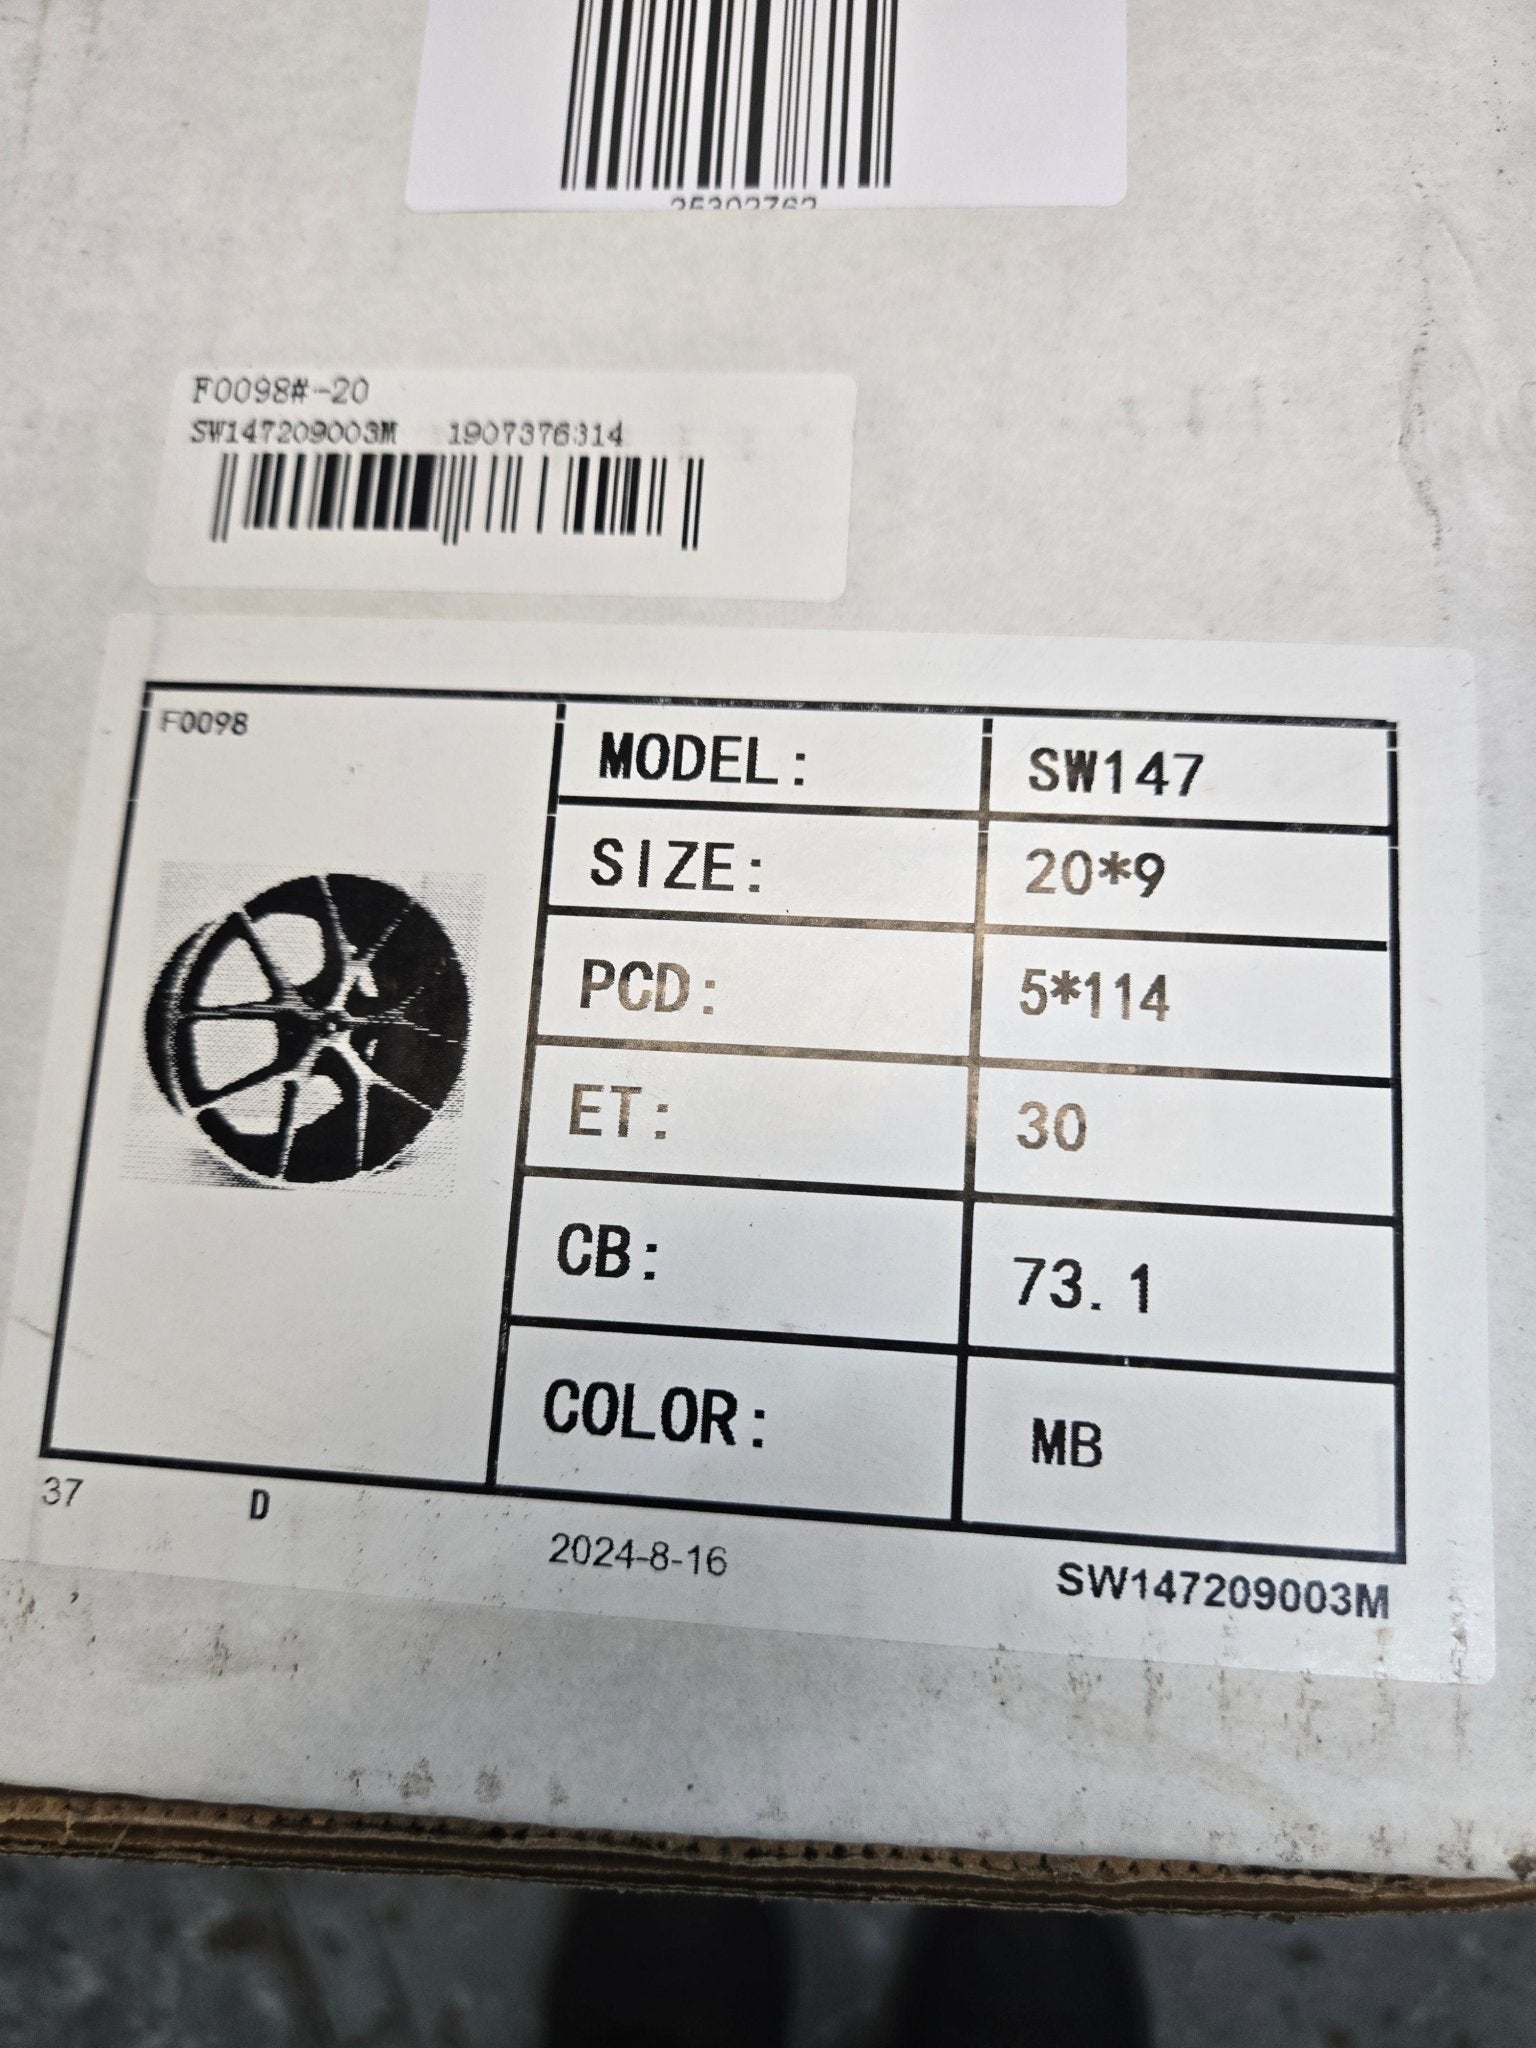 25302762
F0098#-20
SW147209003M 1907376314
F0098
MODEL: SW147
SIZE: 20*9
PCD: 5*114
ET: 30
CB: 73.1
COLOR: MB
37 D
2024-8-16
SW147209003M